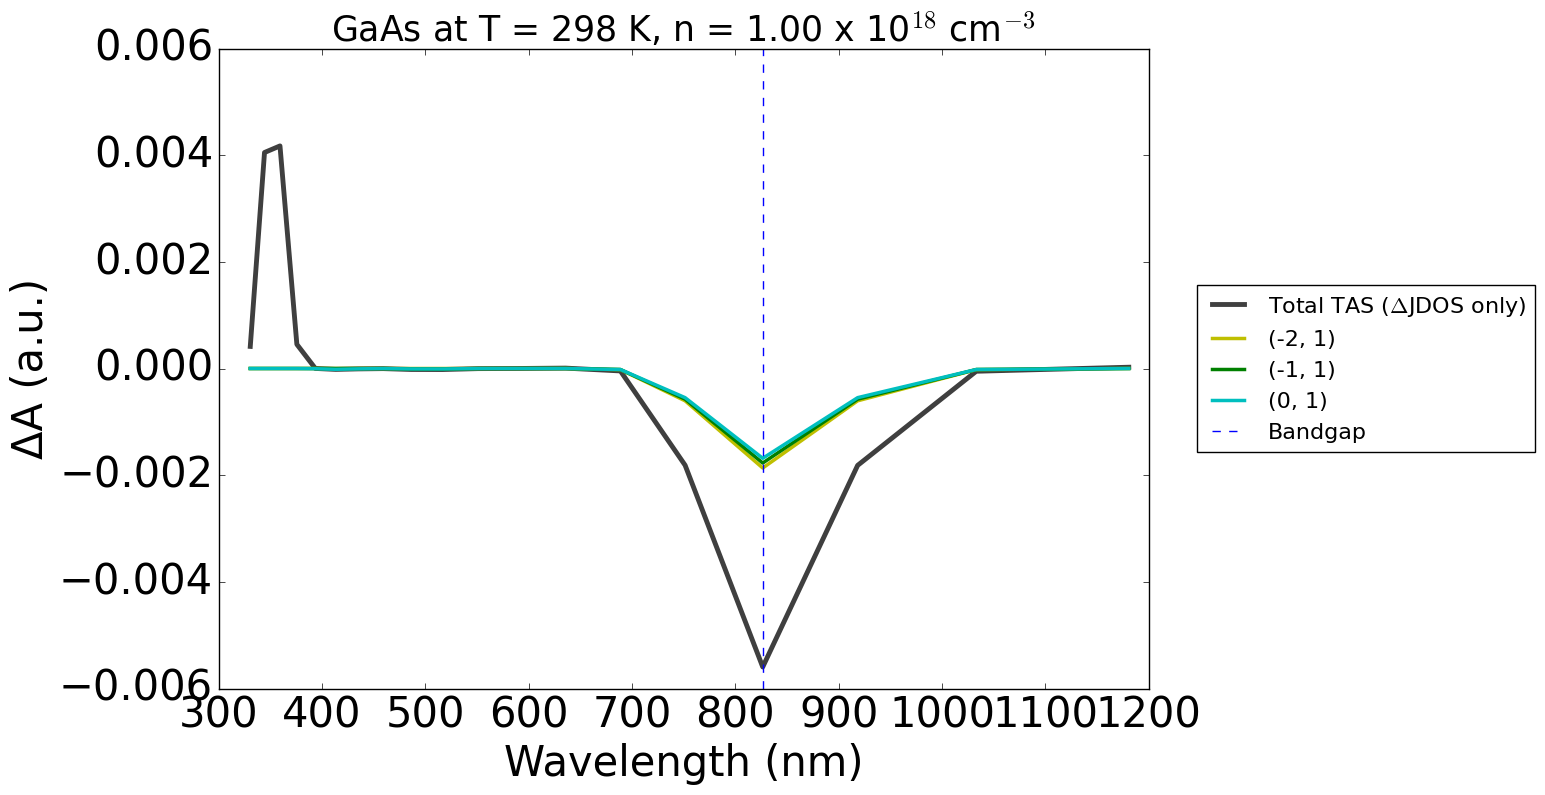 GaAs at T = 298 K, n = 1.00 x 10¹⁸ cm⁻³
0.006
0.004
0.002
0.000
−0.002
−0.004
−0.006
ΔA (a.u.)
300 400 500 600 700 800 900 1000 1100 1200
Wavelength (nm)
Total TAS (ΔJDOS only)
(-2, 1)
(-1, 1)
(0, 1)
Bandgap